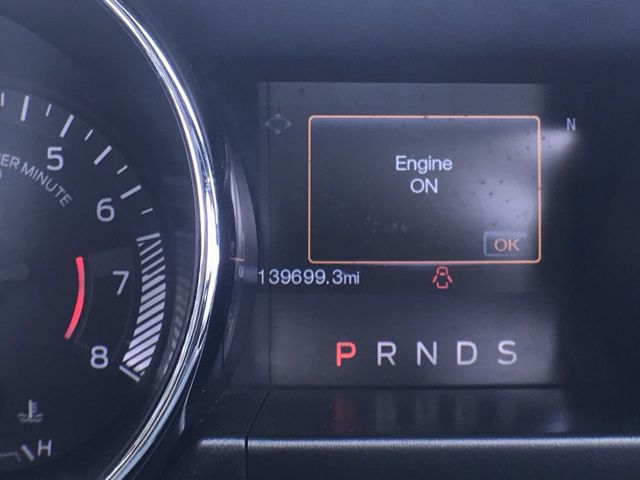 5
ER MINUTE
6
7
8
H
N
Engine
ON
OK
139699.3mi
P R N D S